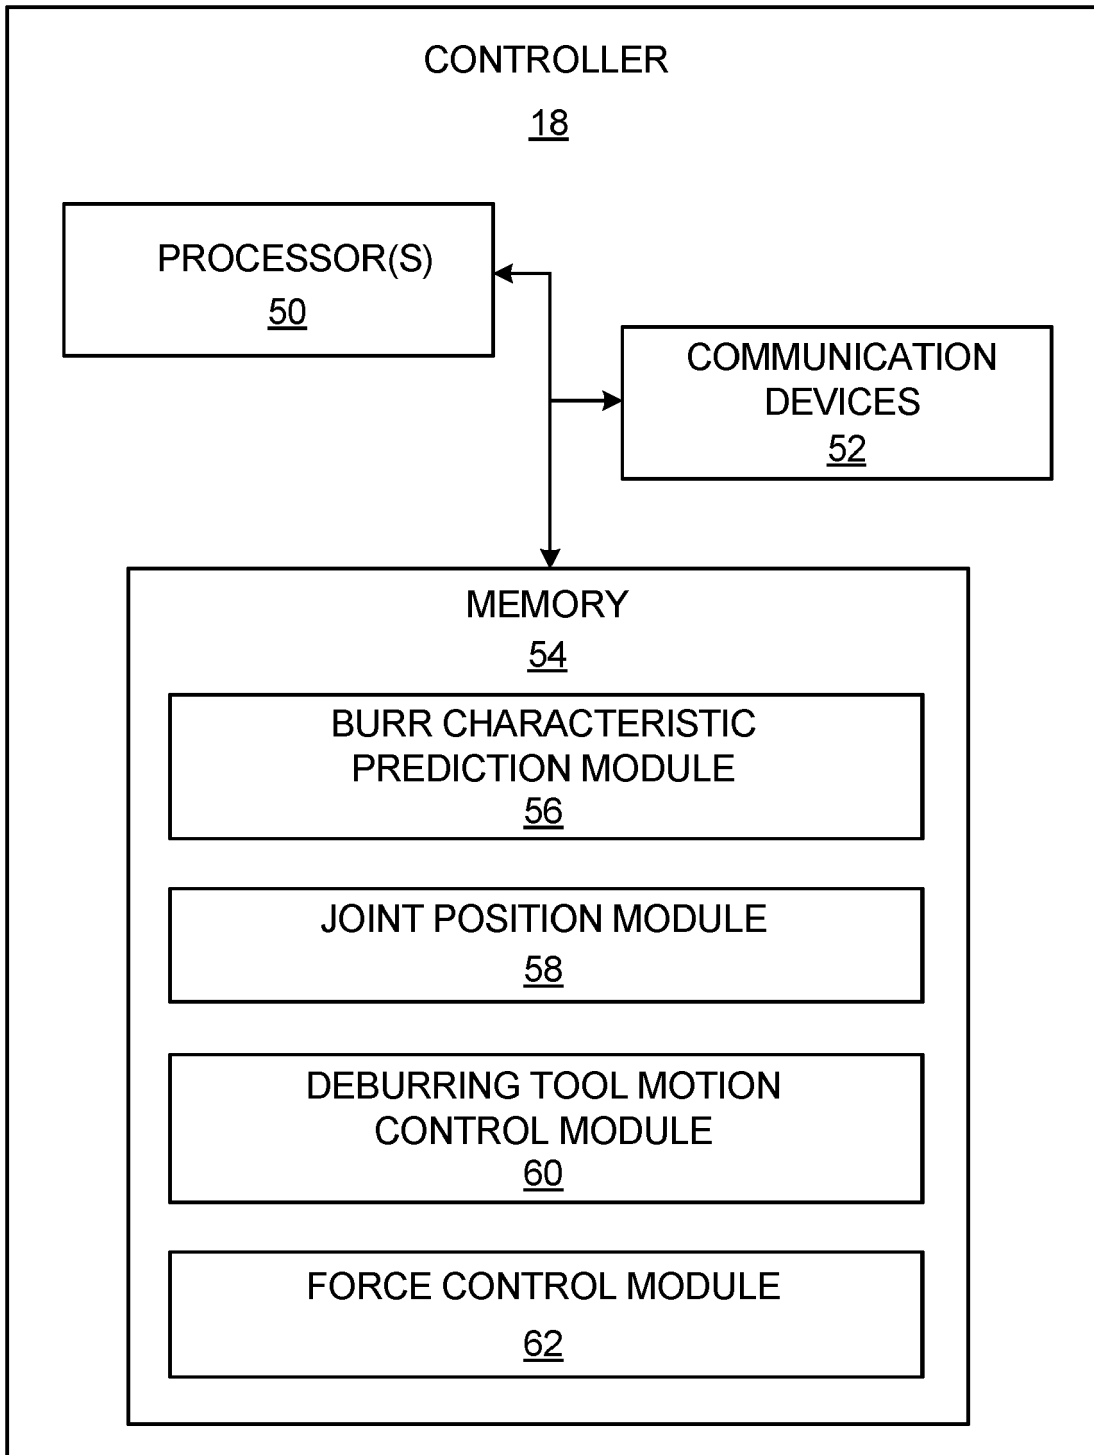 CONTROLLER
18
PROCESSOR(S)
50
COMMUNICATION
DEVICES
52
MEMORY
54
BURR CHARACTERISTIC
PREDICTION MODULE
56
JOINT POSITION MODULE
58
DEBURRING TOOL MOTION
CONTROL MODULE
60
FORCE CONTROL MODULE
62